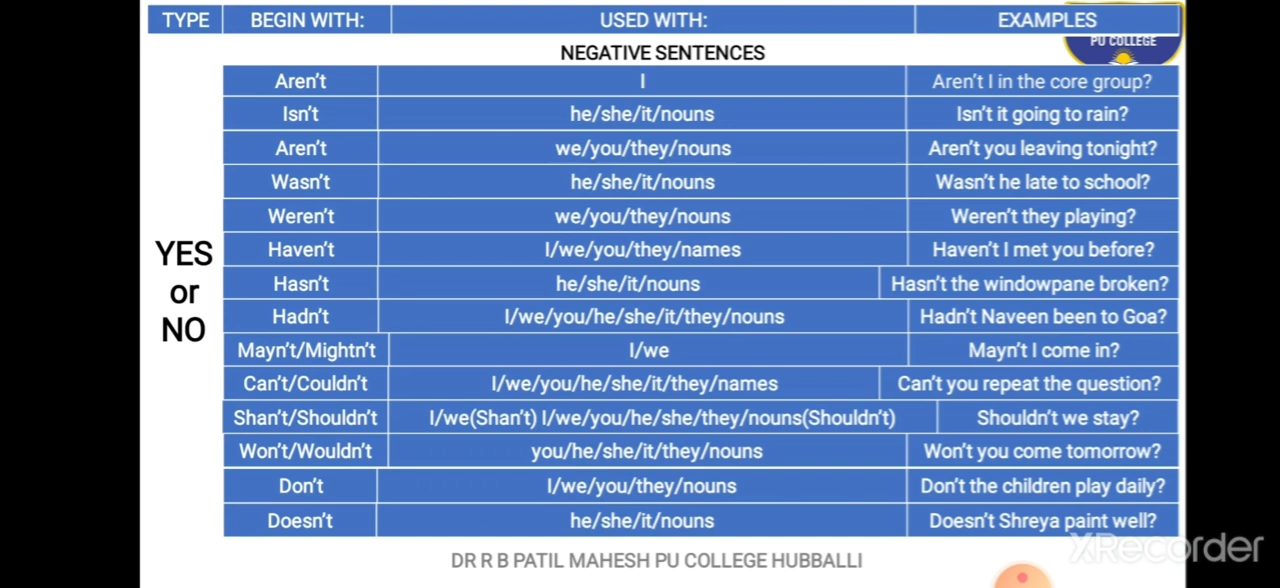 TYPE BEGIN WITH: USED WITH: EXAMPLES
PU COLLEGE
NEGATIVE SENTENCES
Aren't I Aren't I in the core group?
Isn't he/she/it/nouns Isn't it going to rain?
Aren't we/you/they/nouns Aren't you leaving tonight?
Wasn't he/she/it/nouns Wasn't he late to school?
Weren't we/you/they/nouns Weren't they playing?
YES
Haven't I/we/you/they/names Haven't I met you before?
Hasn't he/she/it/nouns Hasn't the windowpane broken?
or
Hadn't I/we/you/he/she/it/they/nouns Hadn't Naveen been to Goa?
NO
Mayn't/Mightn't I/we Mayn't I come in?
Can't/Couldn't I/we/you/he/she/it/they/names Can't you repeat the question?
Shan't/Shouldn't I/we(Shan't) I/we/you/he/she/they/nouns(Shouldn't) Shouldn't we stay?
Won't/Wouldn't you/he/she/it/they/nouns Won't you come tomorrow?
Don't I/we/you/they/nouns Don't the children play daily?
Doesn't he/she/it/nouns Doesn't Shreya paint well?
XRecorder
DR R B PATIL MAHESH PU COLLEGE HUBBALLI